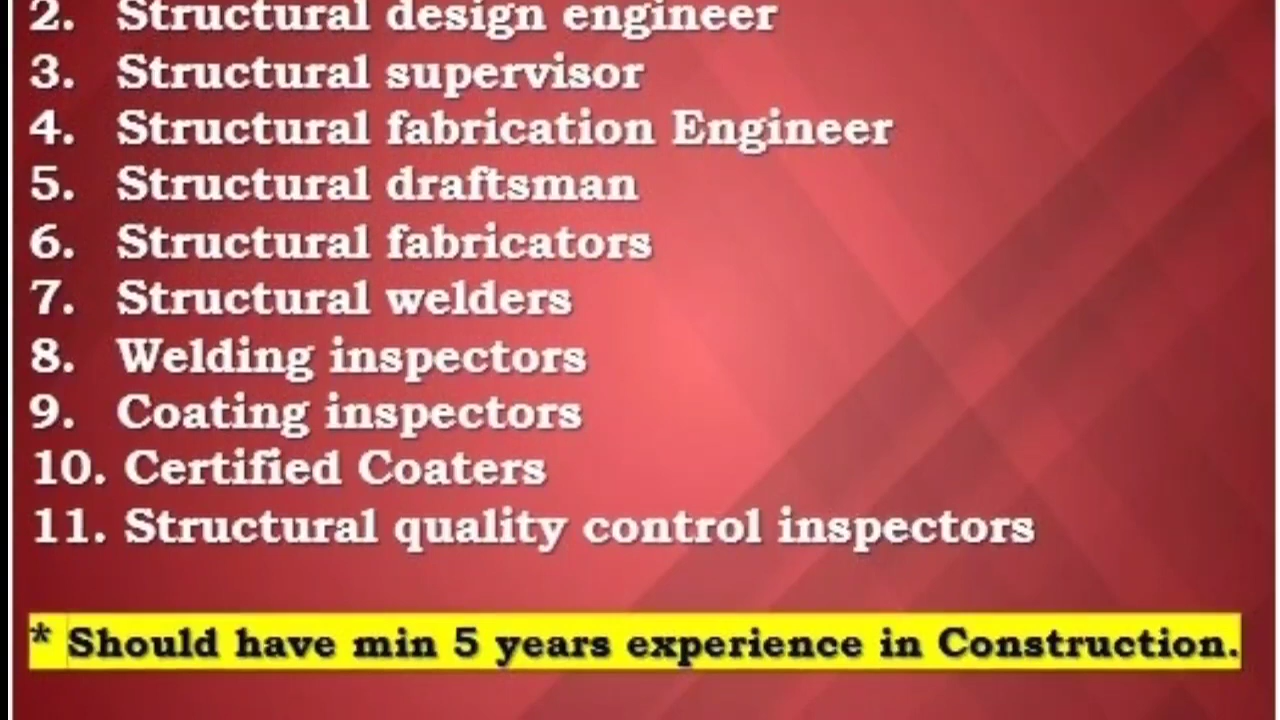 2. Structural design engineer
3. Structural supervisor
4. Structural fabrication Engineer
5. Structural draftsman
6. Structural fabricators
7. Structural welders
8. Welding inspectors
9. Coating inspectors
10. Certified Coaters
11. Structural quality control inspectors
* Should have min 5 years experience in Construction.